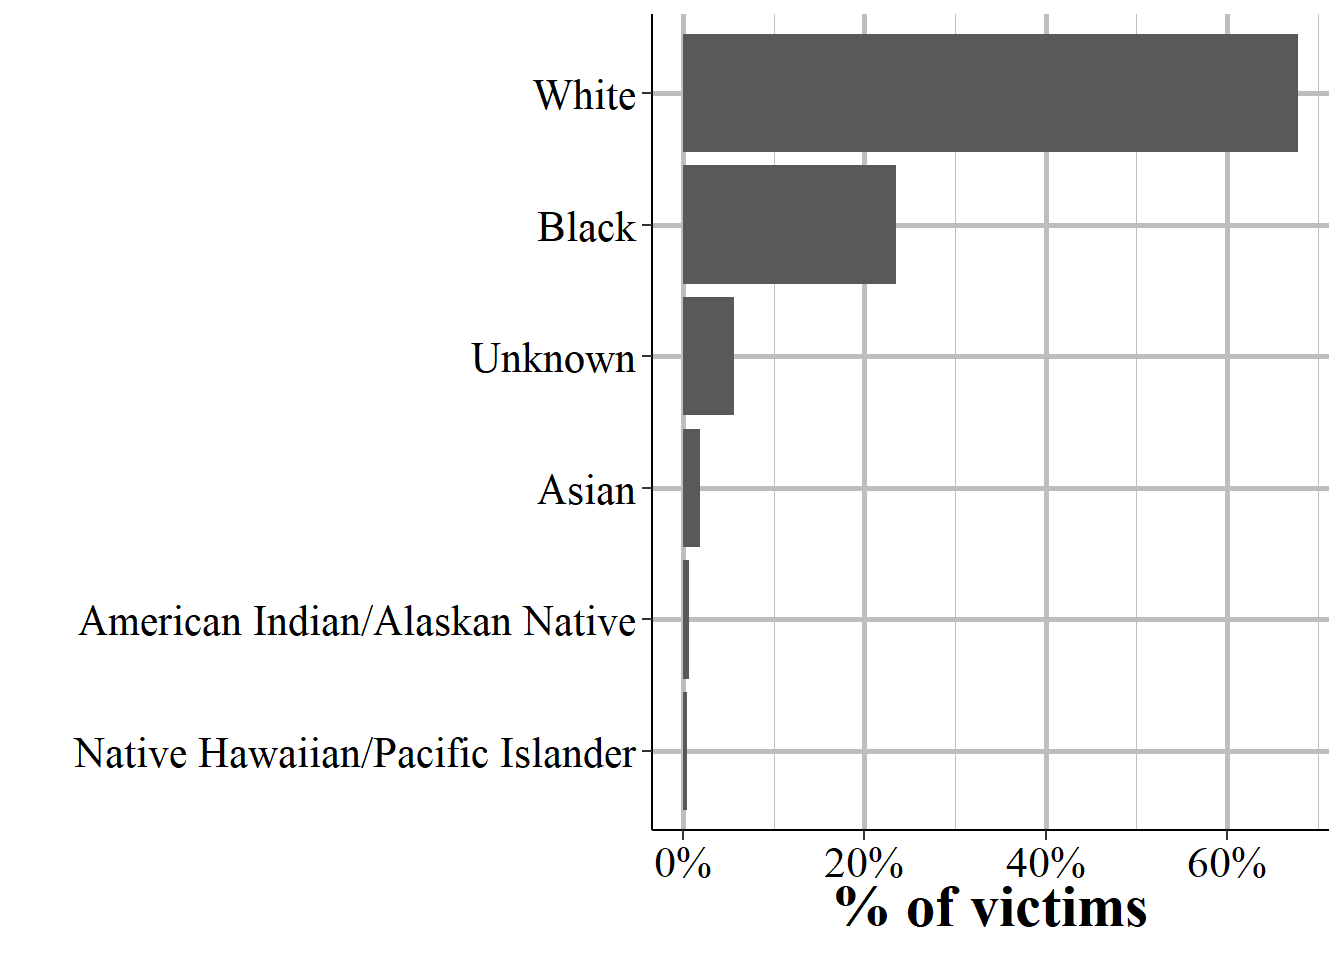 White
Black
Unknown
Asian
American Indian/Alaskan Native
Native Hawaiian/Pacific Islander
0% 20% 40% 60%
% of victims